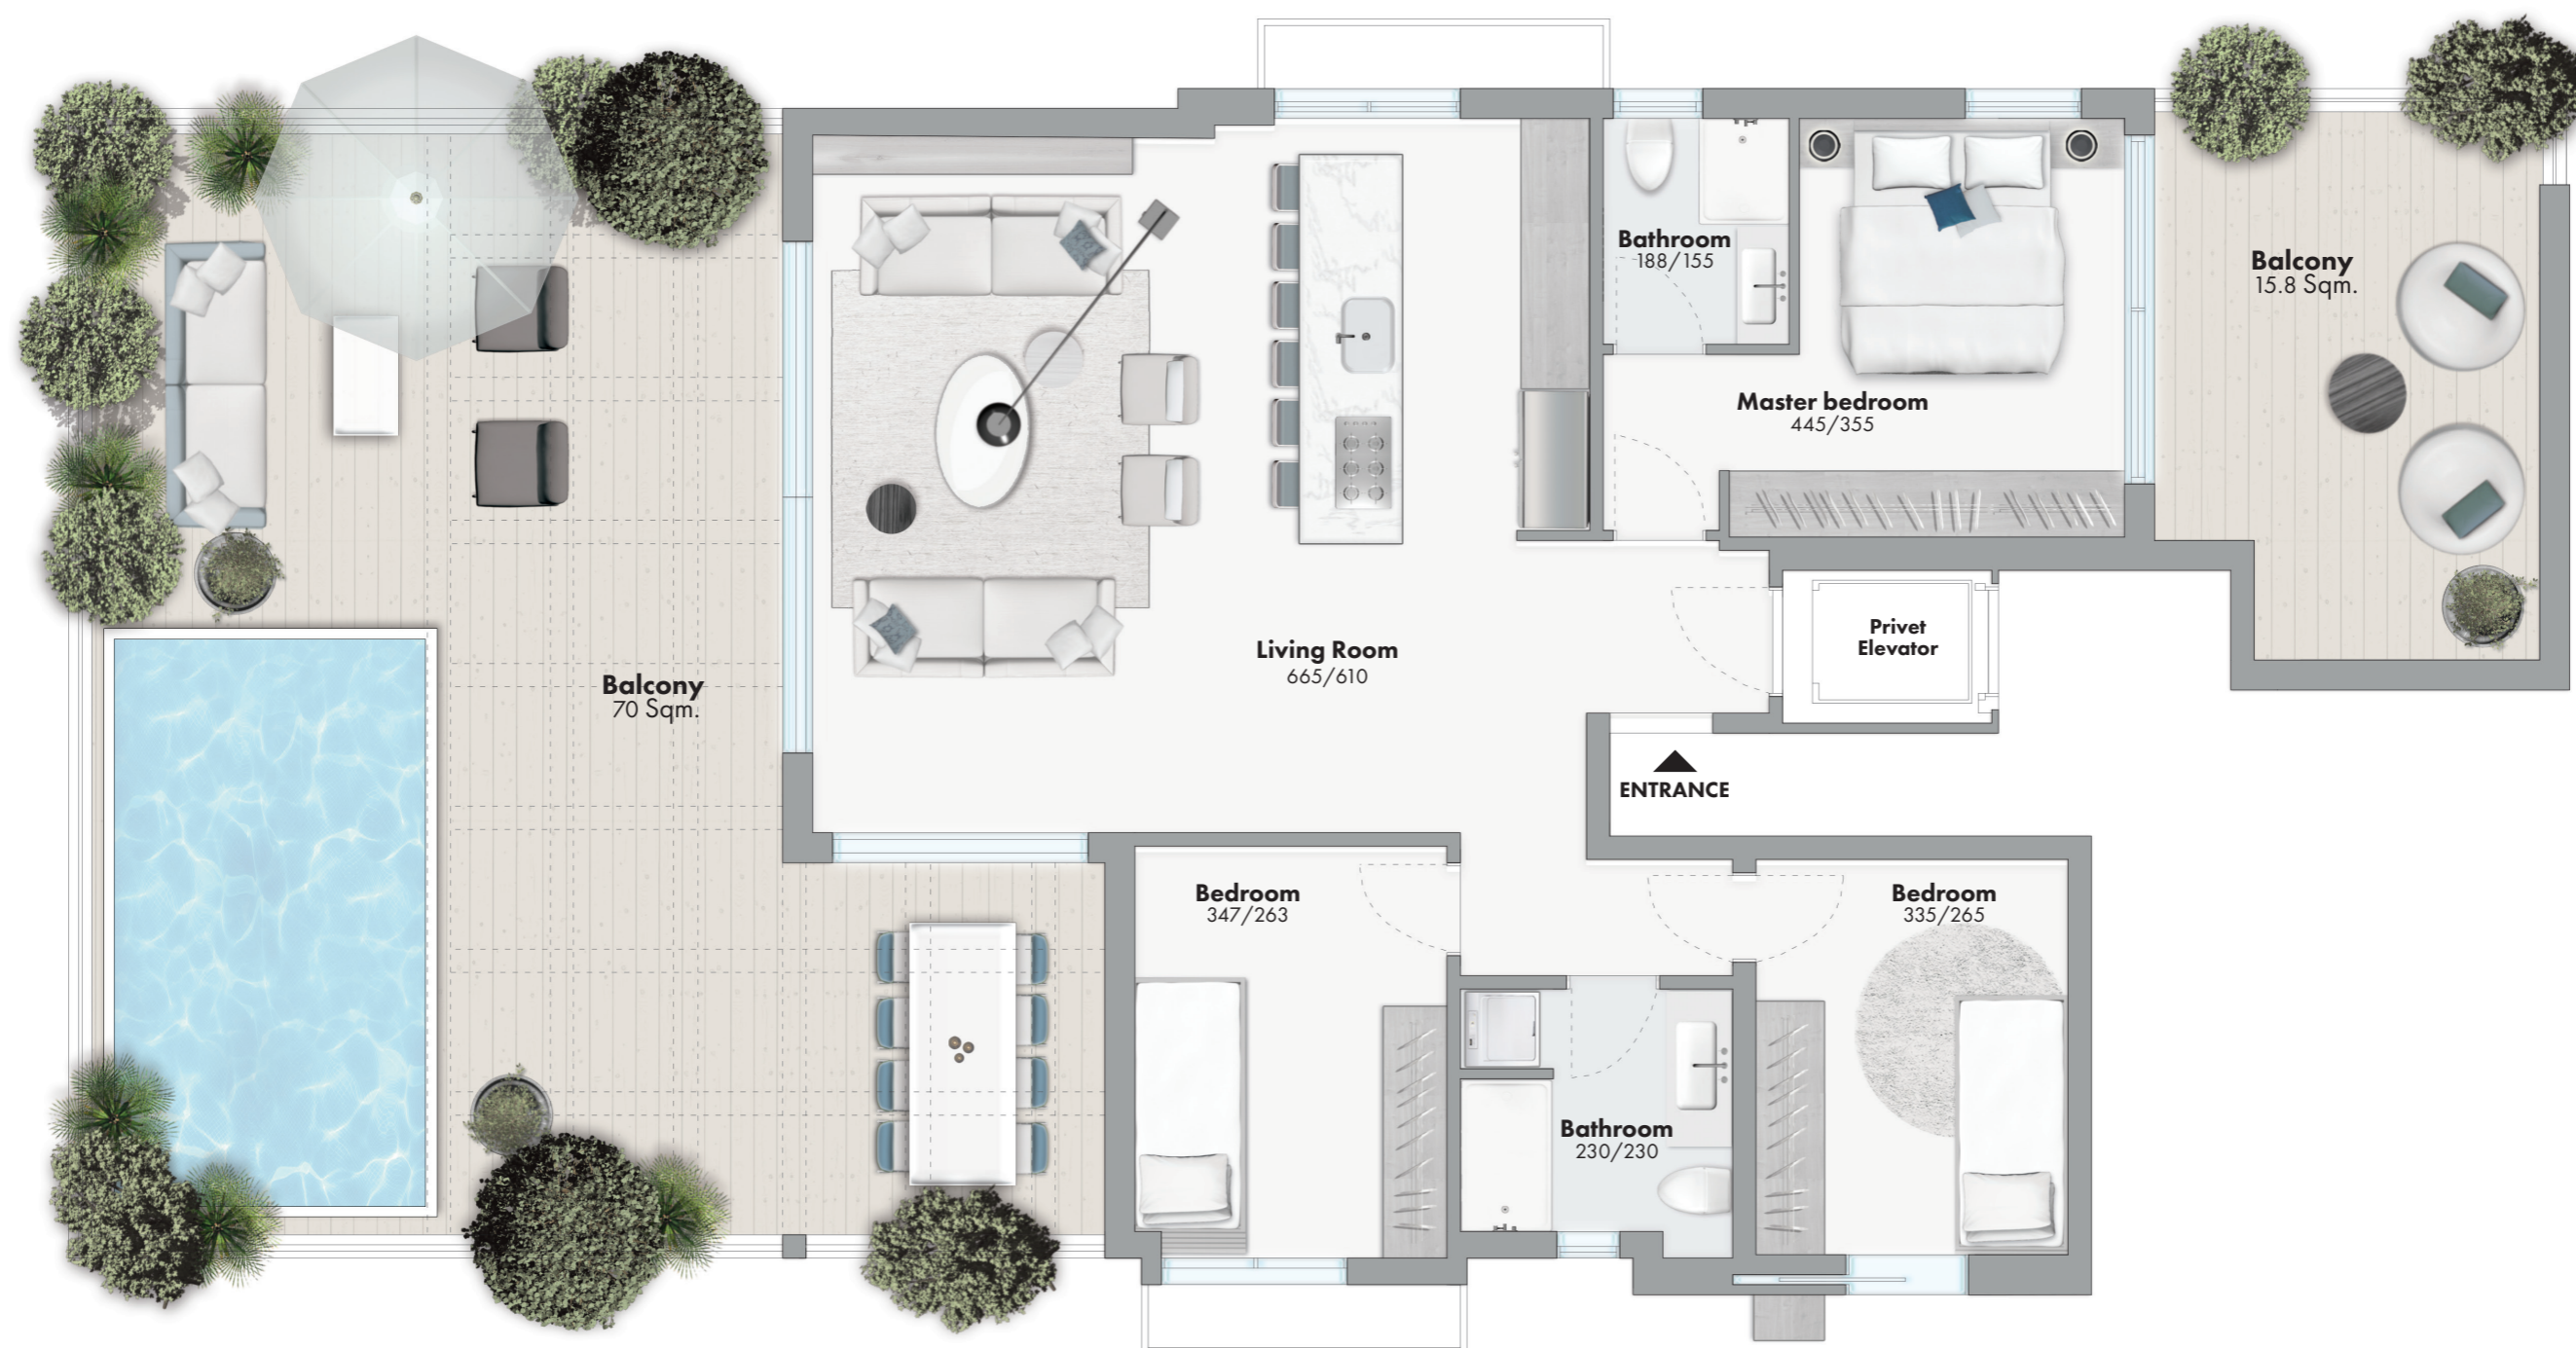 Bathroom
188/155
Balcony
15.8 Sqm.
Master bedroom
445/355
Privet
Elevator
Living Room
665/610
Balcony
70 Sqm.
ENTRANCE
Bedroom
347/263
Bedroom
335/265
Bathroom
230/230